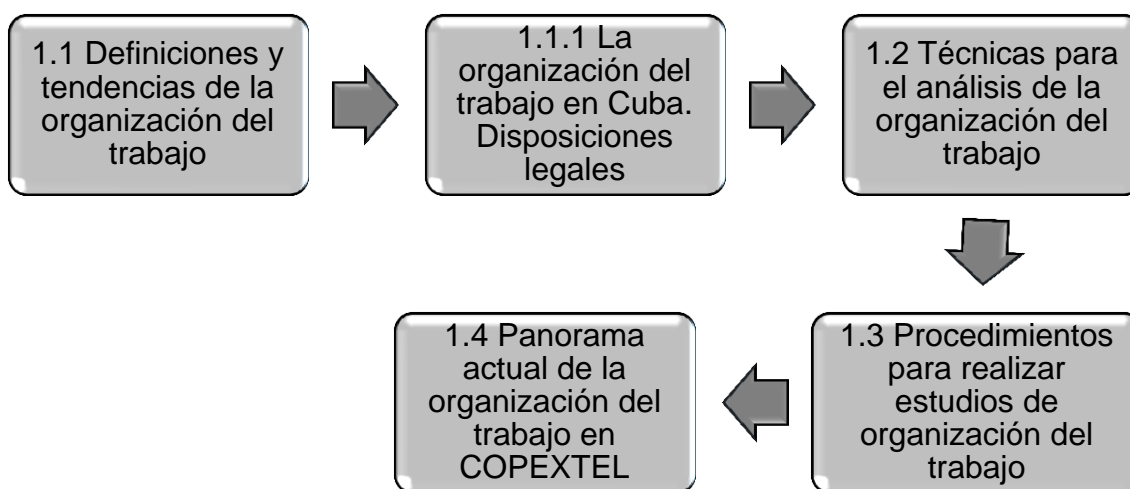 1.1 Definiciones y
tendencias de la
organización del
trabajo
1.1.1 La
organización del
trabajo en Cuba.
Disposiciones
legales
1.2 Técnicas para
el análisis de la
organización del
trabajo
1.3 Procedimientos
para realizar
estudios de
organización del
trabajo
1.4 Panorama
actual de la
organización del
trabajo en
COPEXTEL